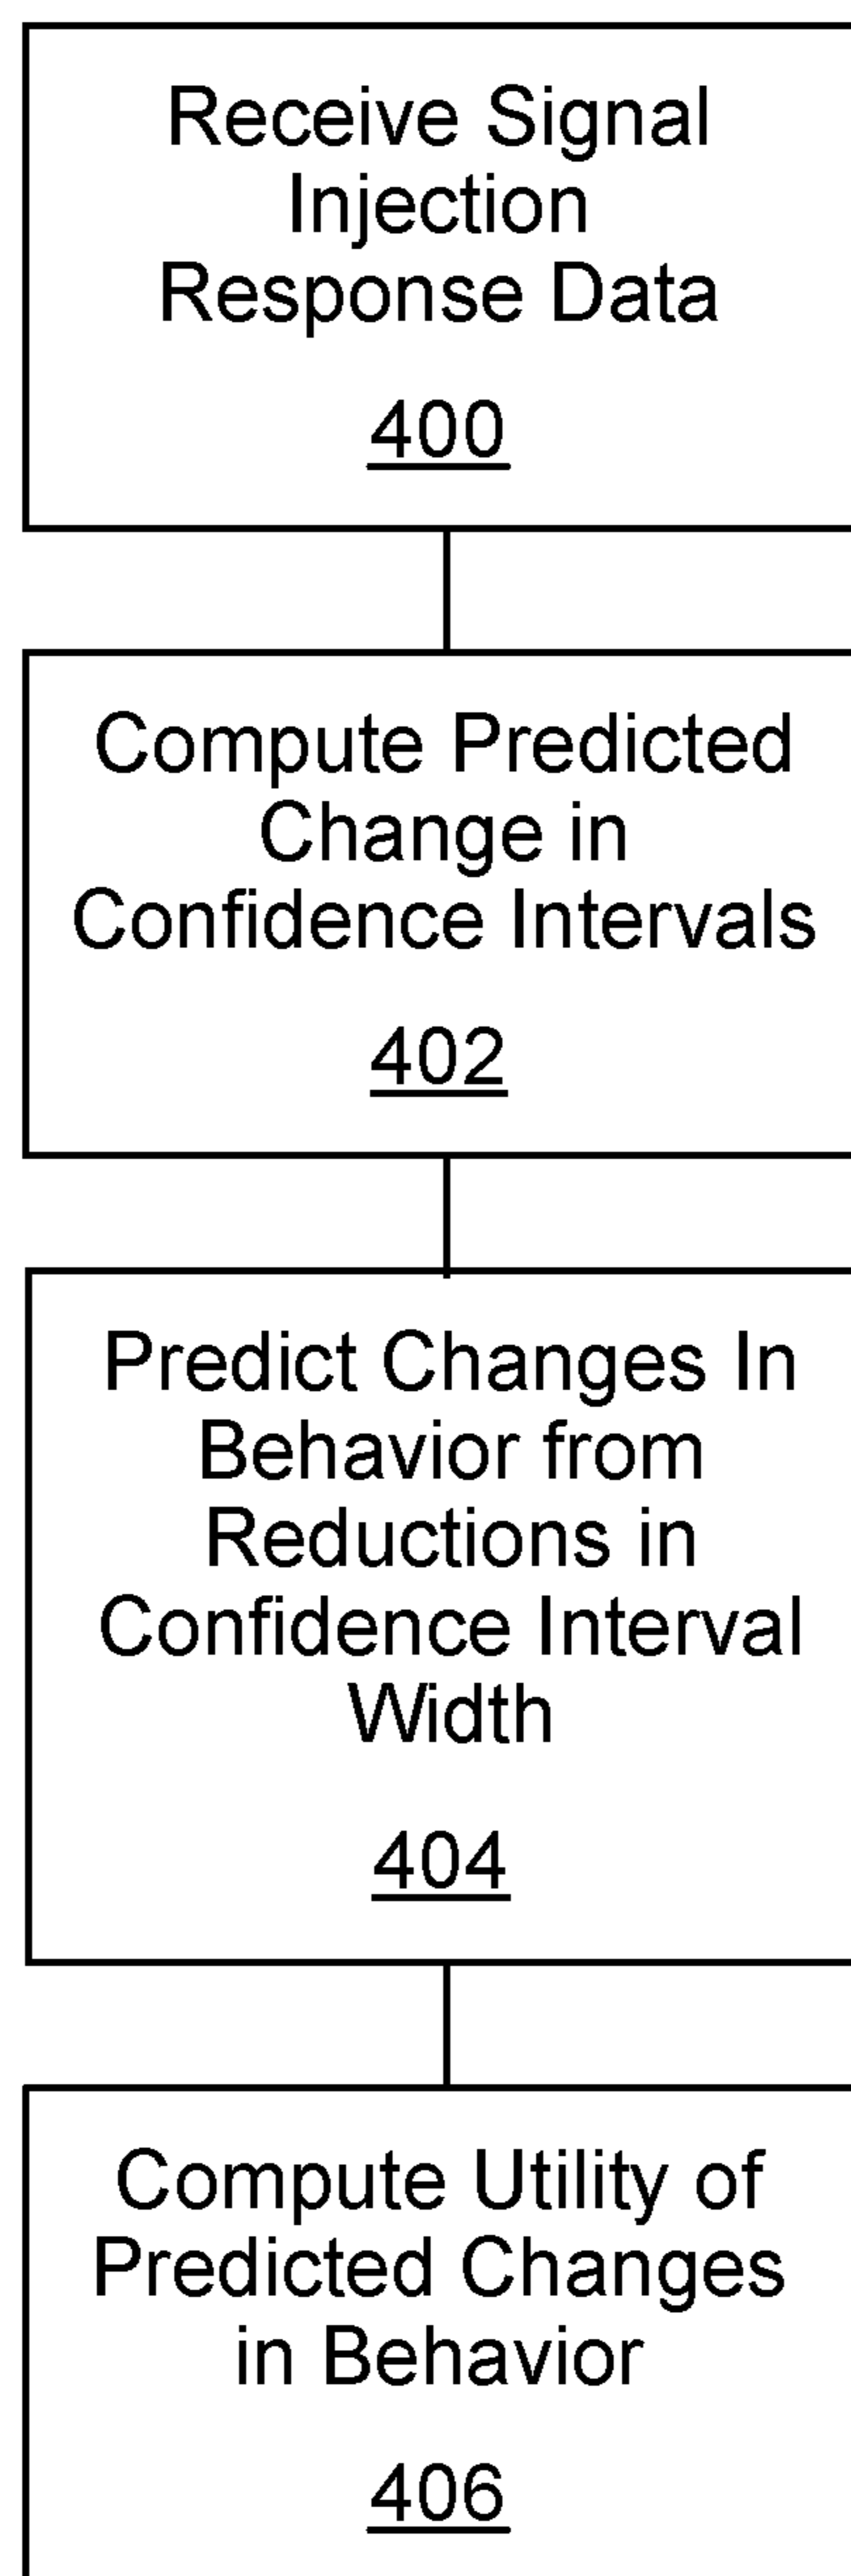 Receive Signal
Injection
Response Data
400
Compute Predicted
Change in
Confidence Intervals
402
Predict Changes In
Behavior from
Reductions in
Confidence Interval
Width
404
Compute Utility of
Predicted Changes
in Behavior
406